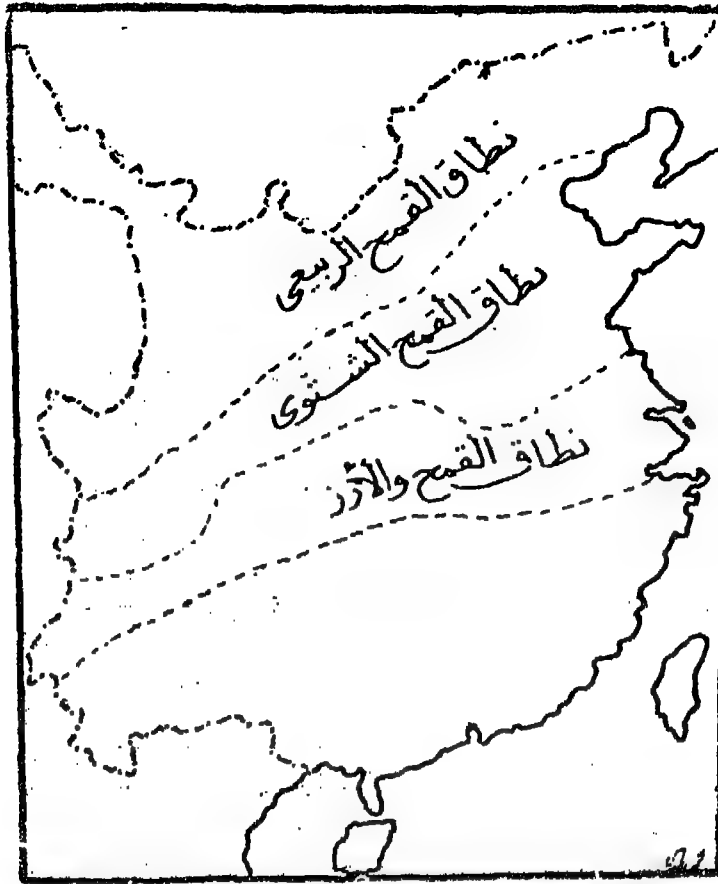 نطاق القمح الربيعى
نطاق القمح الشتوى
نطاق القمح والأرز